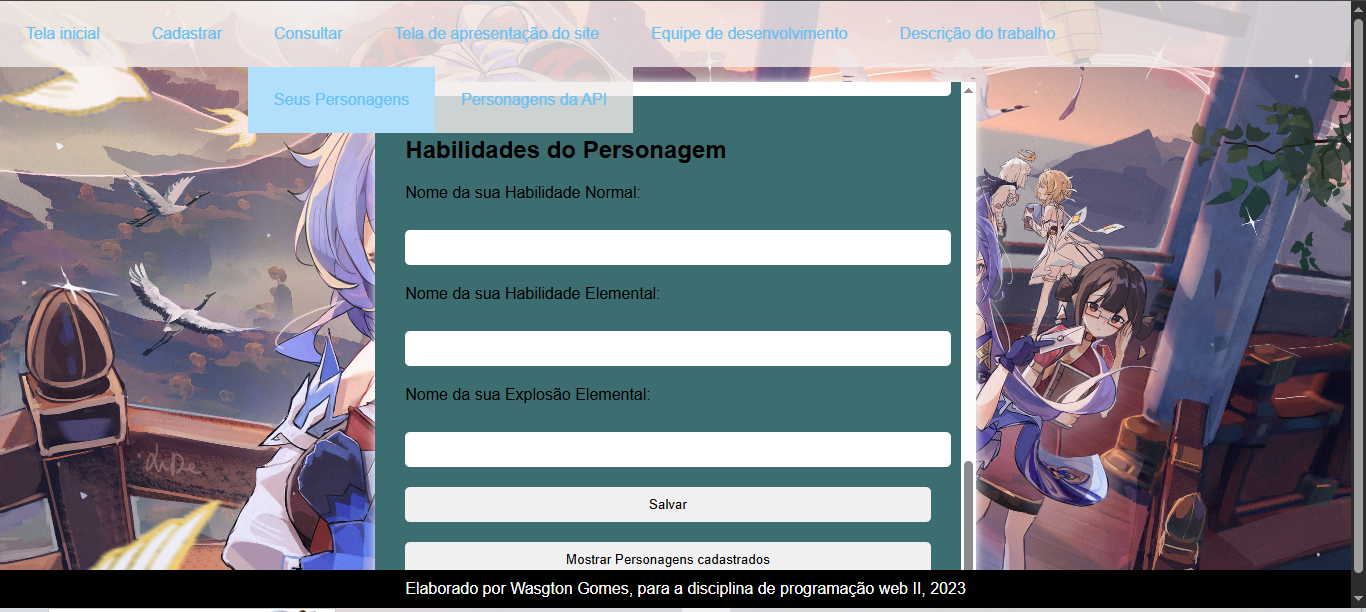 Tela inicial Cadastrar Consultar Tela de apresentação do site Equipe de desenvolvimento Descrição do trabalho
Seus Personagens Personagens da API
Habilidades do Personagem
Nome da sua Habilidade Normal:
Nome da sua Habilidade Elemental:
Nome da sua Explosão Elemental:
Salvar
Mostrar Personagens cadastrados
Elaborado por Wasgton Gomes, para a disciplina de programação web II, 2023